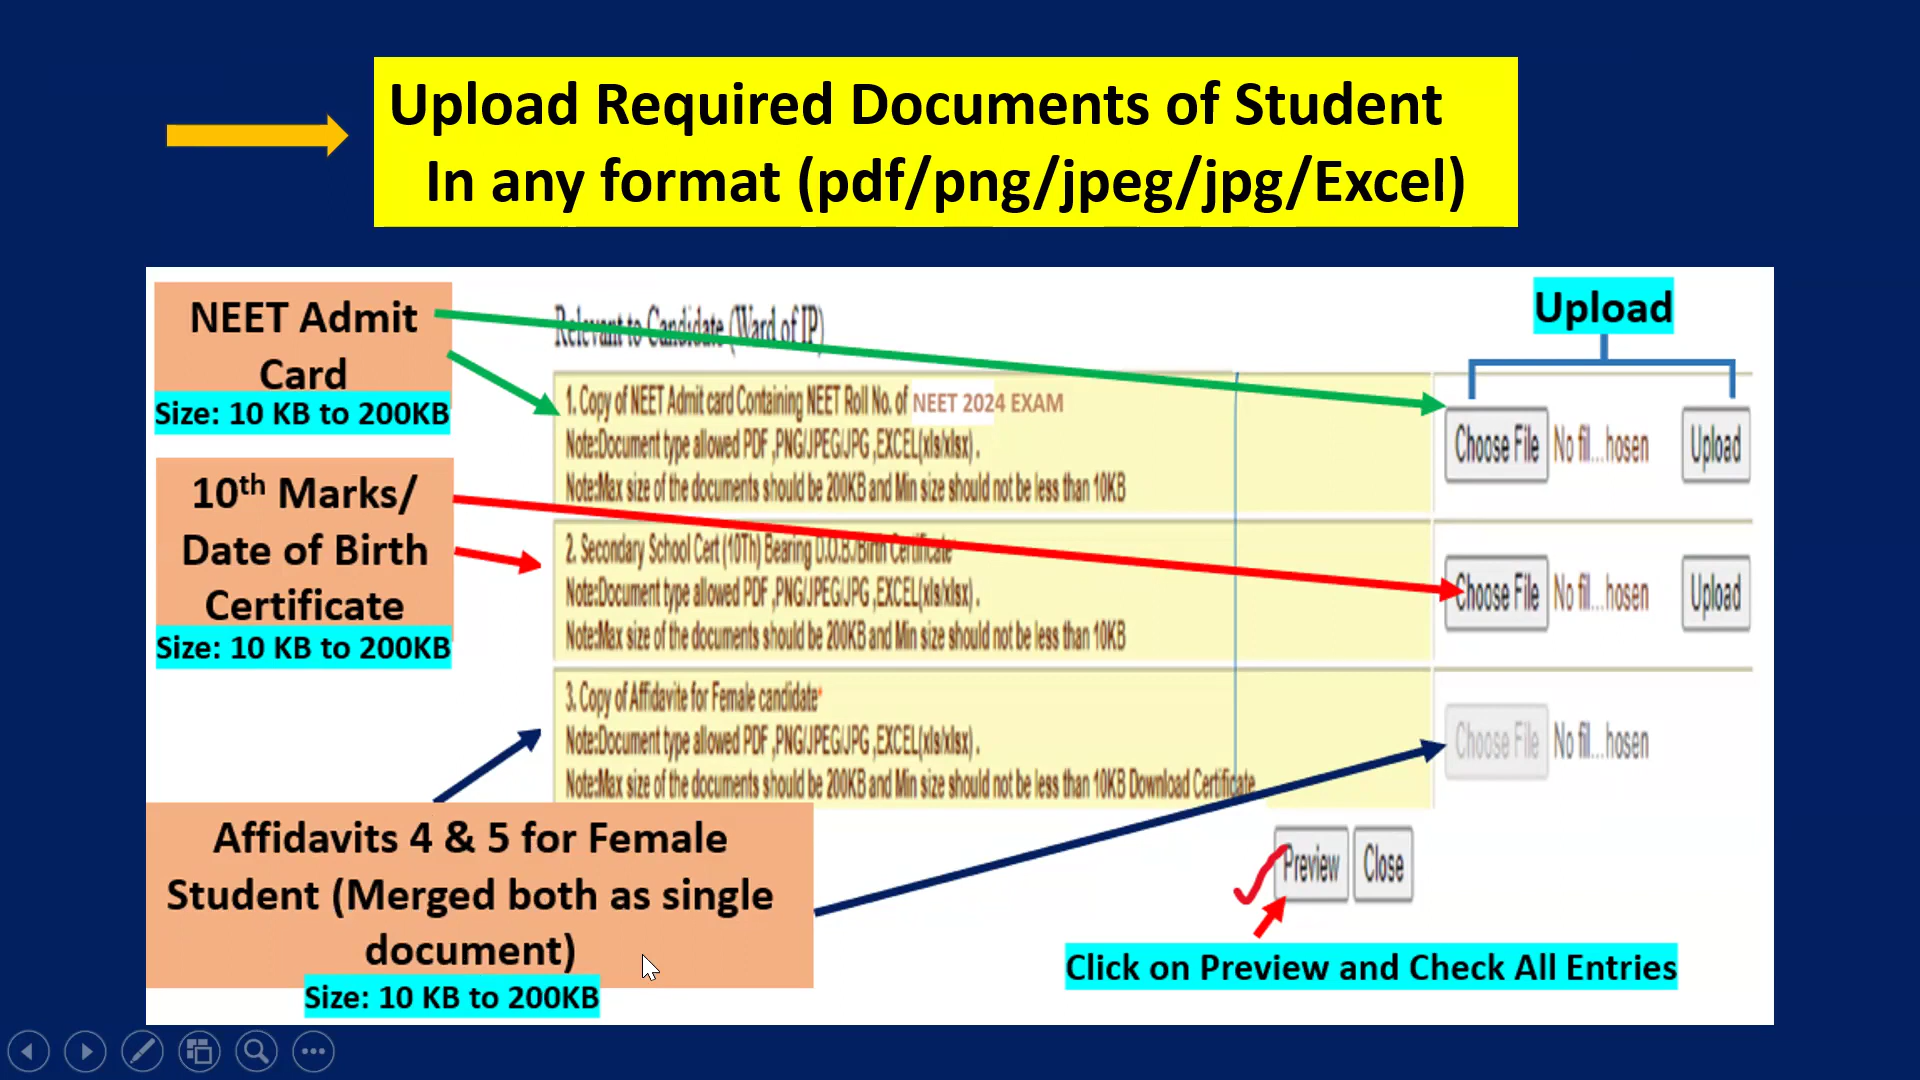 Upload Required Documents of Student
In any format (pdf/png/jpeg/jpg/Excel)
NEET Admit
Card
Size: 10 KB to 200KB
10th Marks/
Date of Birth
Certificate
Size: 10 KB to 200KB
Affidavits 4 & 5 for Female
Student (Merged both as single
document)
Size: 10 KB to 200KB
Relevant to Candidate (Ward of IP)
1. Copy of NEET Admit card Containing NEET Roll No. of NEET 2024 EXAM
Note:Document type allowed PDF ,PNG/JPEG/JPG ,EXCEL(xls/xlsx) .
Note:Max size of the documents should be 200KB and Min size should not be less than 10KB
2. Secondary School Cert (10Th) Bearing D.O.B./Birth Certificate
Note:Document type allowed PDF ,PNG/JPEG/JPG ,EXCEL(xls/xlsx) .
Note:Max size of the documents should be 200KB and Min size should not be less than 10KB
3. Copy of Affidavite for Female candidate*
Note:Document type allowed PDF ,PNG/JPEG/JPG ,EXCEL(xls/xlsx) .
Note:Max size of the documents should be 200KB and Min size should not be less than 10KB Download Certificate
Upload
Choose File No fil...hosen Upload
Choose File No fil...hosen Upload
Choose File No fil...hosen
Preview Close
Click on Preview and Check All Entries